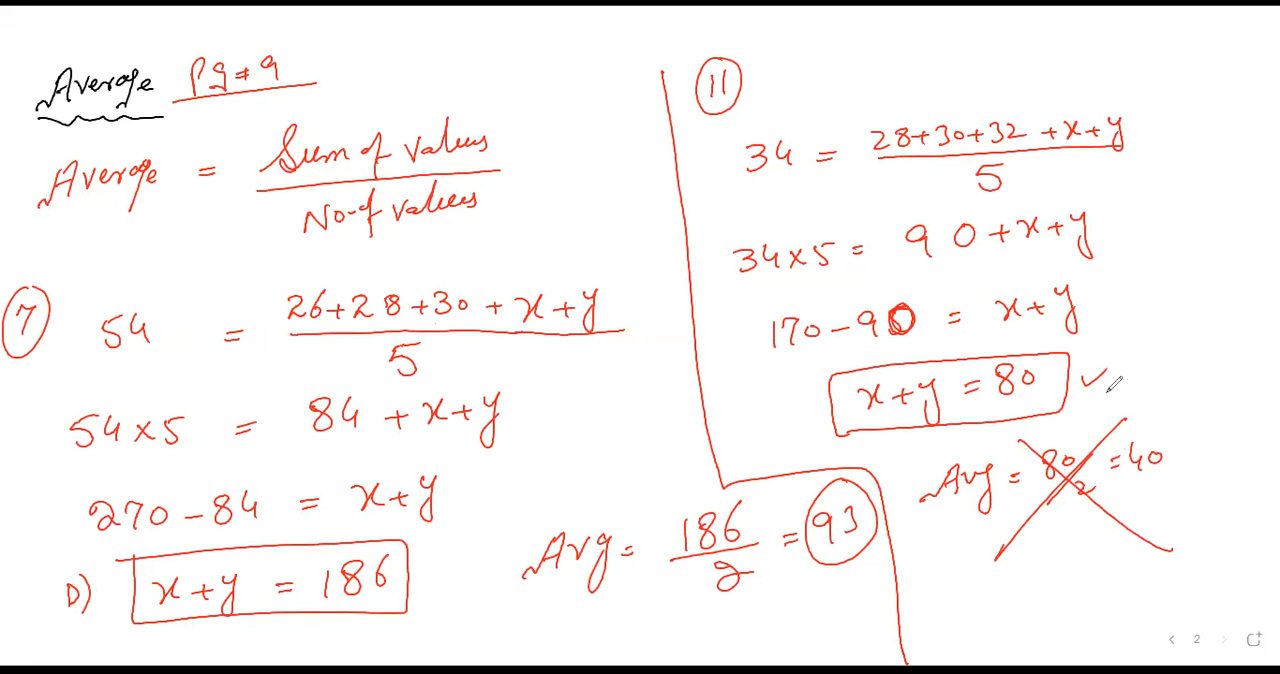 Average Pg # 9
Average = Sum of values / No. of values
7
54 = 26+28+30+x+y / 5
54×5 = 84+x+y
270-84 = x+y
D) x+y = 186
Avg = 186/2 = 93
11
34 = 28+30+32+x+y / 5
34×5 = 90+x+y
170-90 = x+y
x+y = 80 ✓
Avg = 80/2 = 40
< 2 >